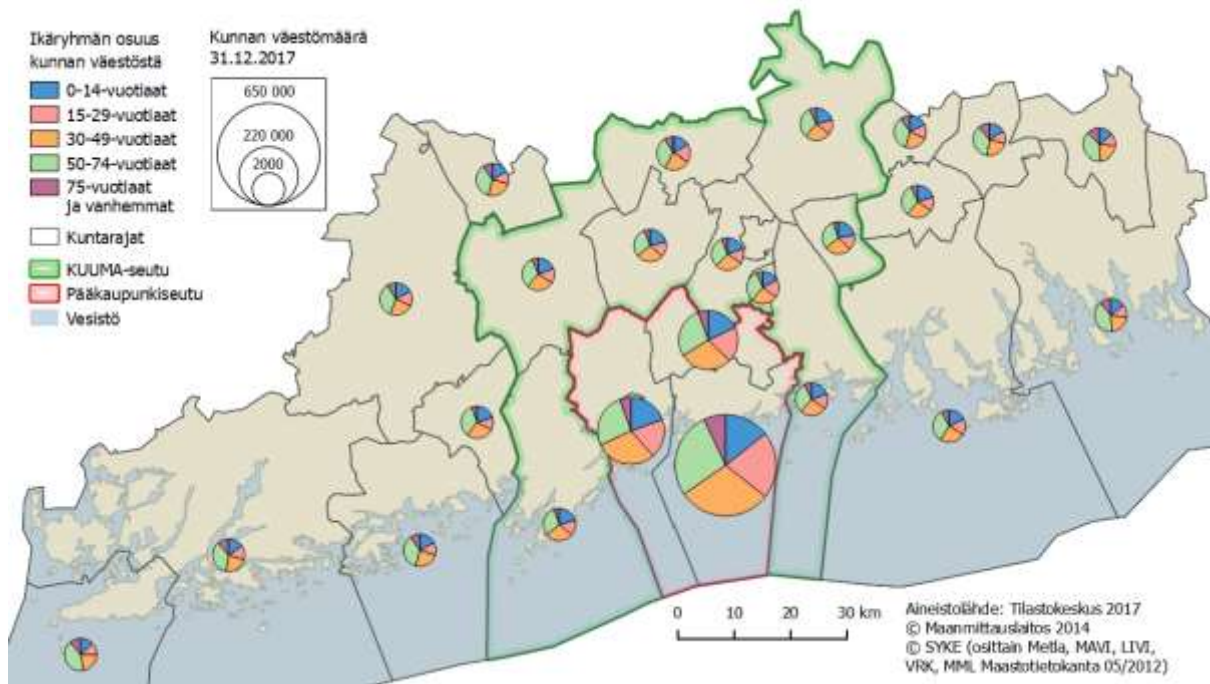 Ikäryhmän osuus
kunnan väestöstä
0-14-vuotiaat
15-29-vuotiaat
30-49-vuotiaat
50-74-vuotiaat
75-vuotiaat
ja vanhemmat
Kuntarajat
KUUMA-seutu
Pääkaupunkiseutu
Vesistö
Kunnan väestömäärä
31.12.2017
650 000
220 000
2000
0 10 20 30 km
Aineistolähde: Tilastokeskus 2017
© Maanmittauslaitos 2014
© SYKE (osittain Metla, MAVI, LIVI,
VRK, MML Maastotietokanta 05/2012)